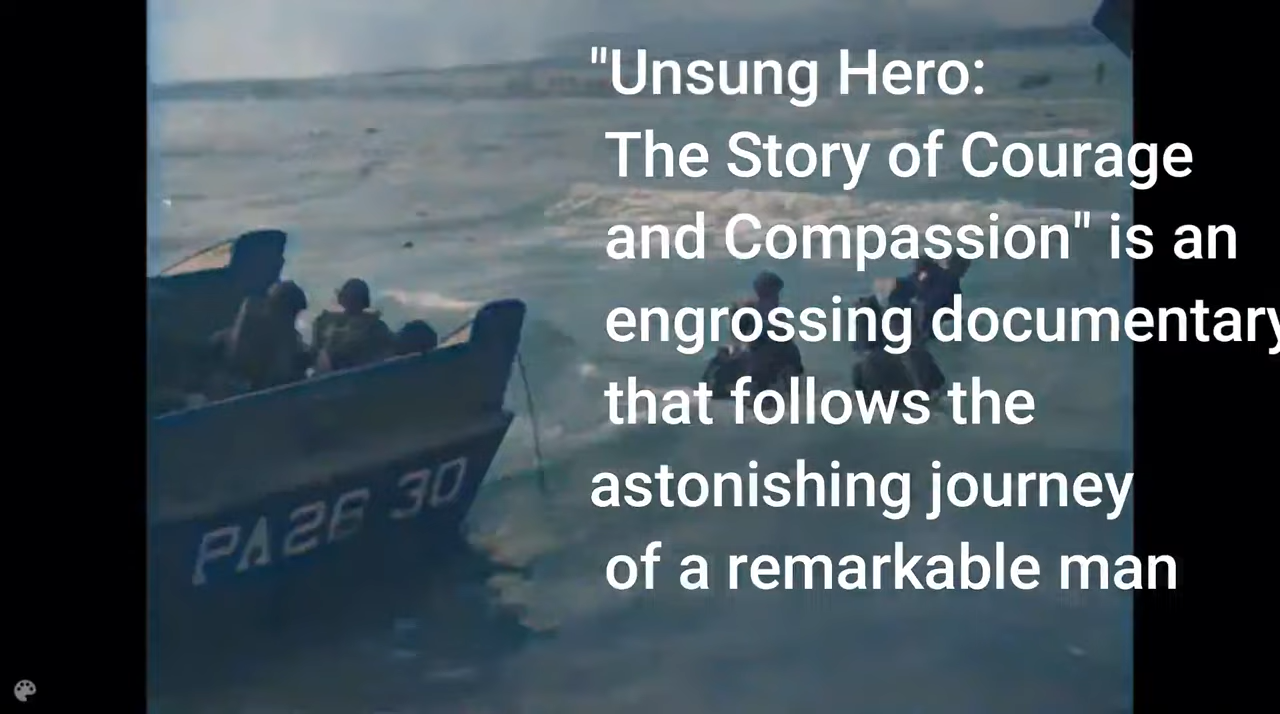 "Unsung Hero:
The Story of Courage
and Compassion" is an
engrossing documentary
that follows the
astonishing journey
of a remarkable man
PA26 30